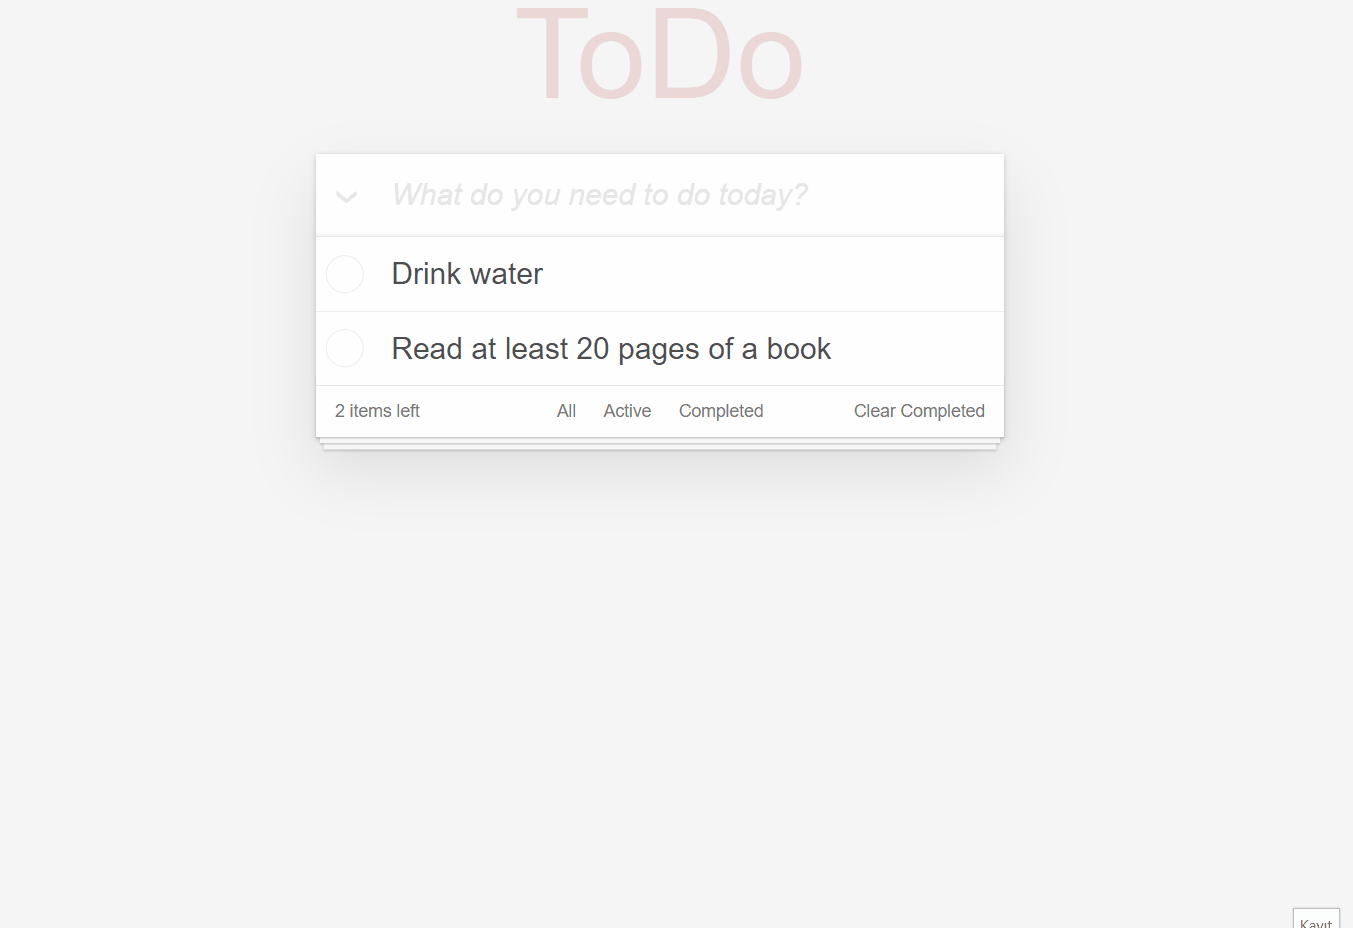 ToDo
What do you need to do today?
Drink water
Read at least 20 pages of a book
2 items left All Active Completed Clear Completed
Kayıt